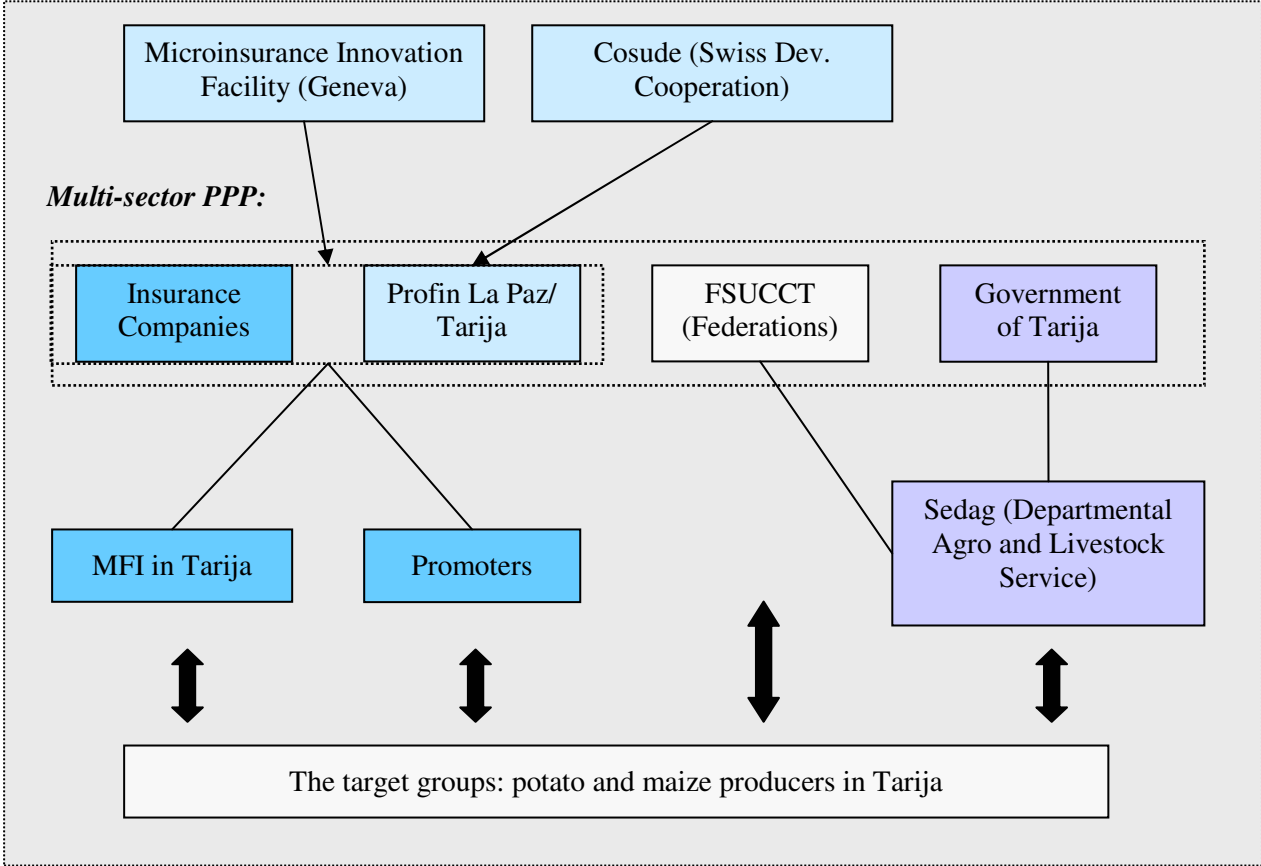 Microinsurance Innovation
Facility (Geneva)
Cosude (Swiss Dev.
Cooperation)
Multi-sector PPP:
Insurance
Companies
Profin La Paz/
Tarija
FSUCCT
(Federations)
Government
of Tarija
Sedag (Departmental
Agro and Livestock
Service)
MFI in Tarija
Promoters
The target groups: potato and maize producers in Tarija